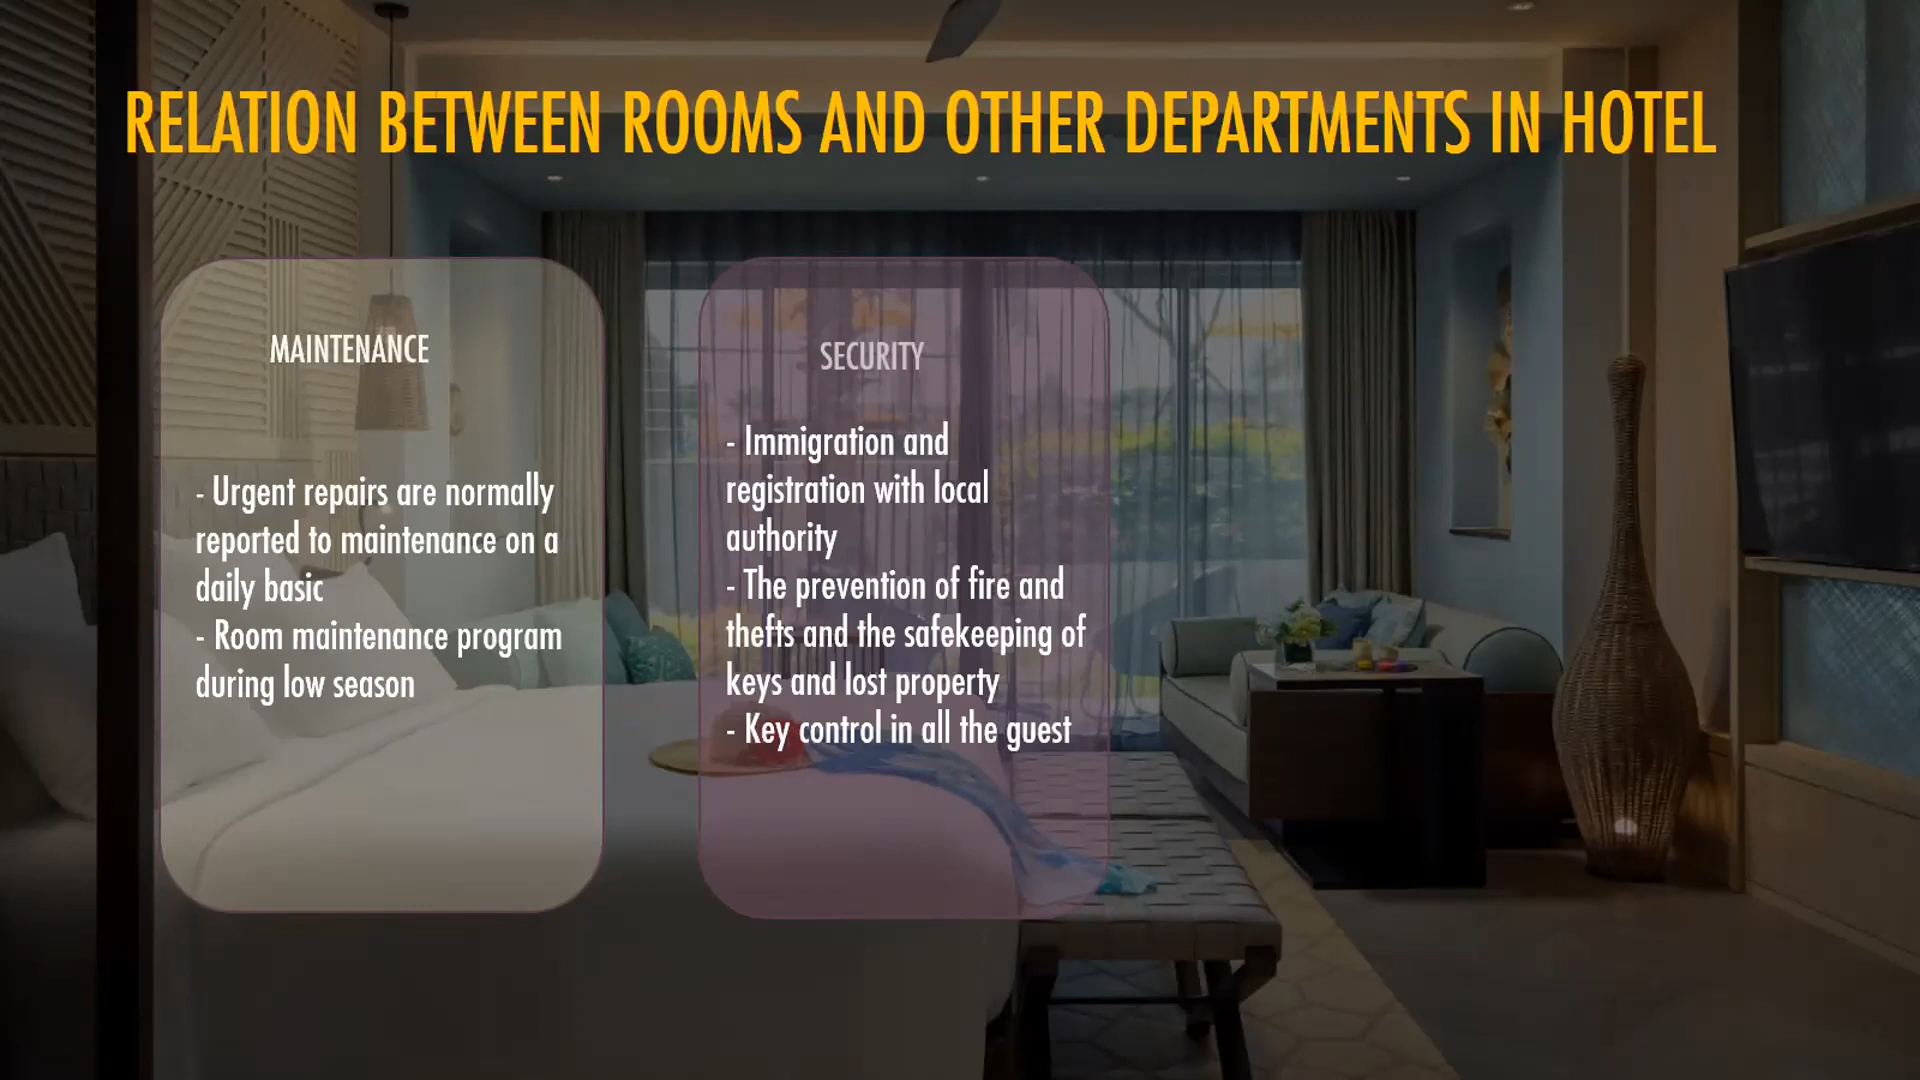 RELATION BETWEEN ROOMS AND OTHER DEPARTMENTS IN HOTEL
MAINTENANCE
- Urgent repairs are normally
reported to maintenance on a
daily basic
- Room maintenance program
during low season
SECURITY
- Immigration and
registration with local
authority
- The prevention of fire and
thefts and the safekeeping of
keys and lost property
- Key control in all the guest